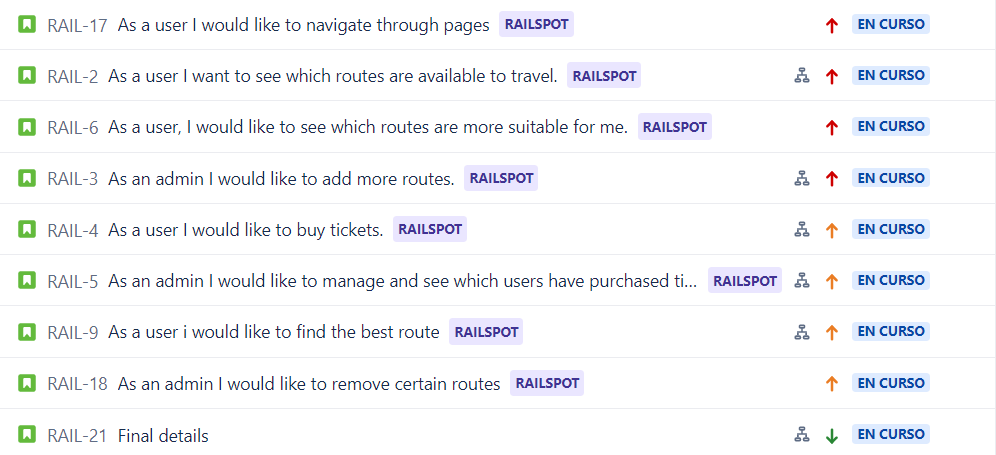 RAIL-17 As a user I would like to navigate through pages RAILSPOT EN CURSO
RAIL-2 As a user I want to see which routes are available to travel. RAILSPOT EN CURSO
RAIL-6 As a user, I would like to see which routes are more suitable for me. RAILSPOT EN CURSO
RAIL-3 As an admin I would like to add more routes. RAILSPOT EN CURSO
RAIL-4 As a user I would like to buy tickets. RAILSPOT EN CURSO
RAIL-5 As an admin I would like to manage and see which users have purchased ti... RAILSPOT EN CURSO
RAIL-9 As a user i would like to find the best route RAILSPOT EN CURSO
RAIL-18 As an admin I would like to remove certain routes RAILSPOT EN CURSO
RAIL-21 Final details EN CURSO